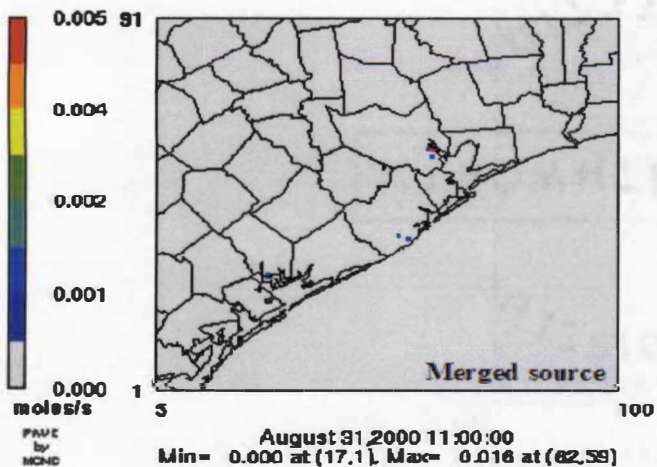 0.005
91
0.004
0.002
0.001
0.000
1
Merged source
moles/s
5
100
PAVE
by
MCNC
August 31,2000 11:00:00
Min= 0.000 at (17,1), Max= 0.016 at (62,59)